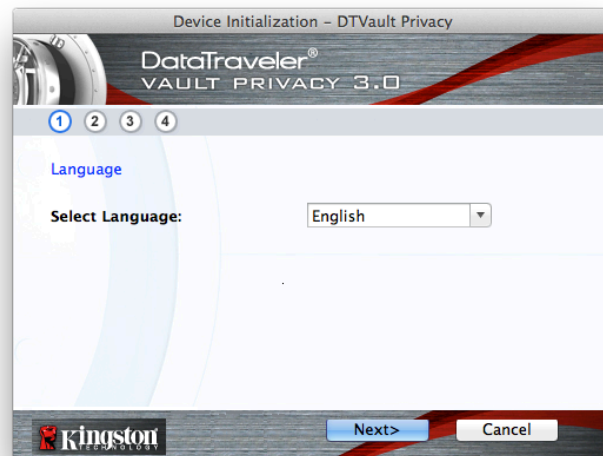 Device Initialization - DTVault Privacy
DataTraveler®
VAULT PRIVACY 3.0
1 2 3 4
Language
Select Language: English
Kingston
TECHNOLOGY
Next> Cancel